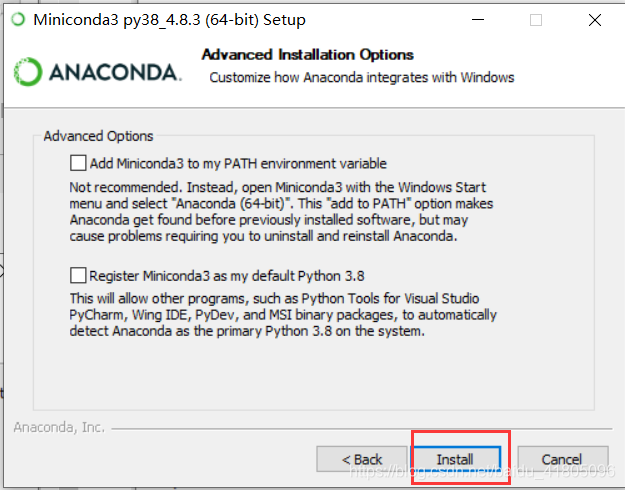 Miniconda3 py38_4.8.3 (64-bit) Setup
ANACONDA.
Advanced Installation Options
Customize how Anaconda integrates with Windows
Advanced Options
Add Miniconda3 to my PATH environment variable
Not recommended. Instead, open Miniconda3 with the Windows Start
menu and select "Anaconda (64-bit)". This "add to PATH" option makes
Anaconda get found before previously installed software, but may
cause problems requiring you to uninstall and reinstall Anaconda.
Register Miniconda3 as my default Python 3.8
This will allow other programs, such as Python Tools for Visual Studio
PyCharm, Wing IDE, PyDev, and MSI binary packages, to automatically
detect Anaconda as the primary Python 3.8 on the system.
Anaconda, Inc.
< Back
Install
Cancel
https://blog.csdn.net/baidu_41805096